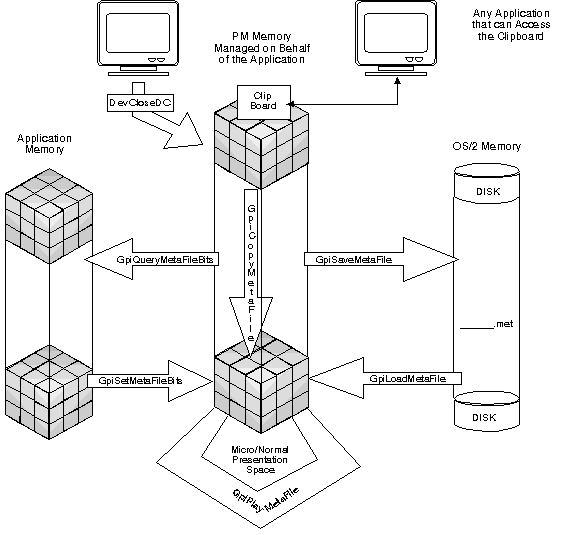 PM Memory
Managed on Behalf
of the Application
Any Application
that can Access
the Clipboard
Clip
Board
DevCloseDC
Application
Memory
OS/2 Memory
DISK
GpiCopyMetaFile
GpiQueryMetaFileBits
GpiSaveMetaFile
_____.met
GpiSetMetaFileBits
GpiLoadMetaFile
DISK
Micro/Normal
Presentation
Space
GpiPlayMetaFile